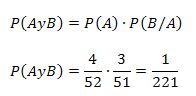 P(AyB) = P(A) · P(B/A)
P(AyB) = 4/52 · 3/51 = 1/221